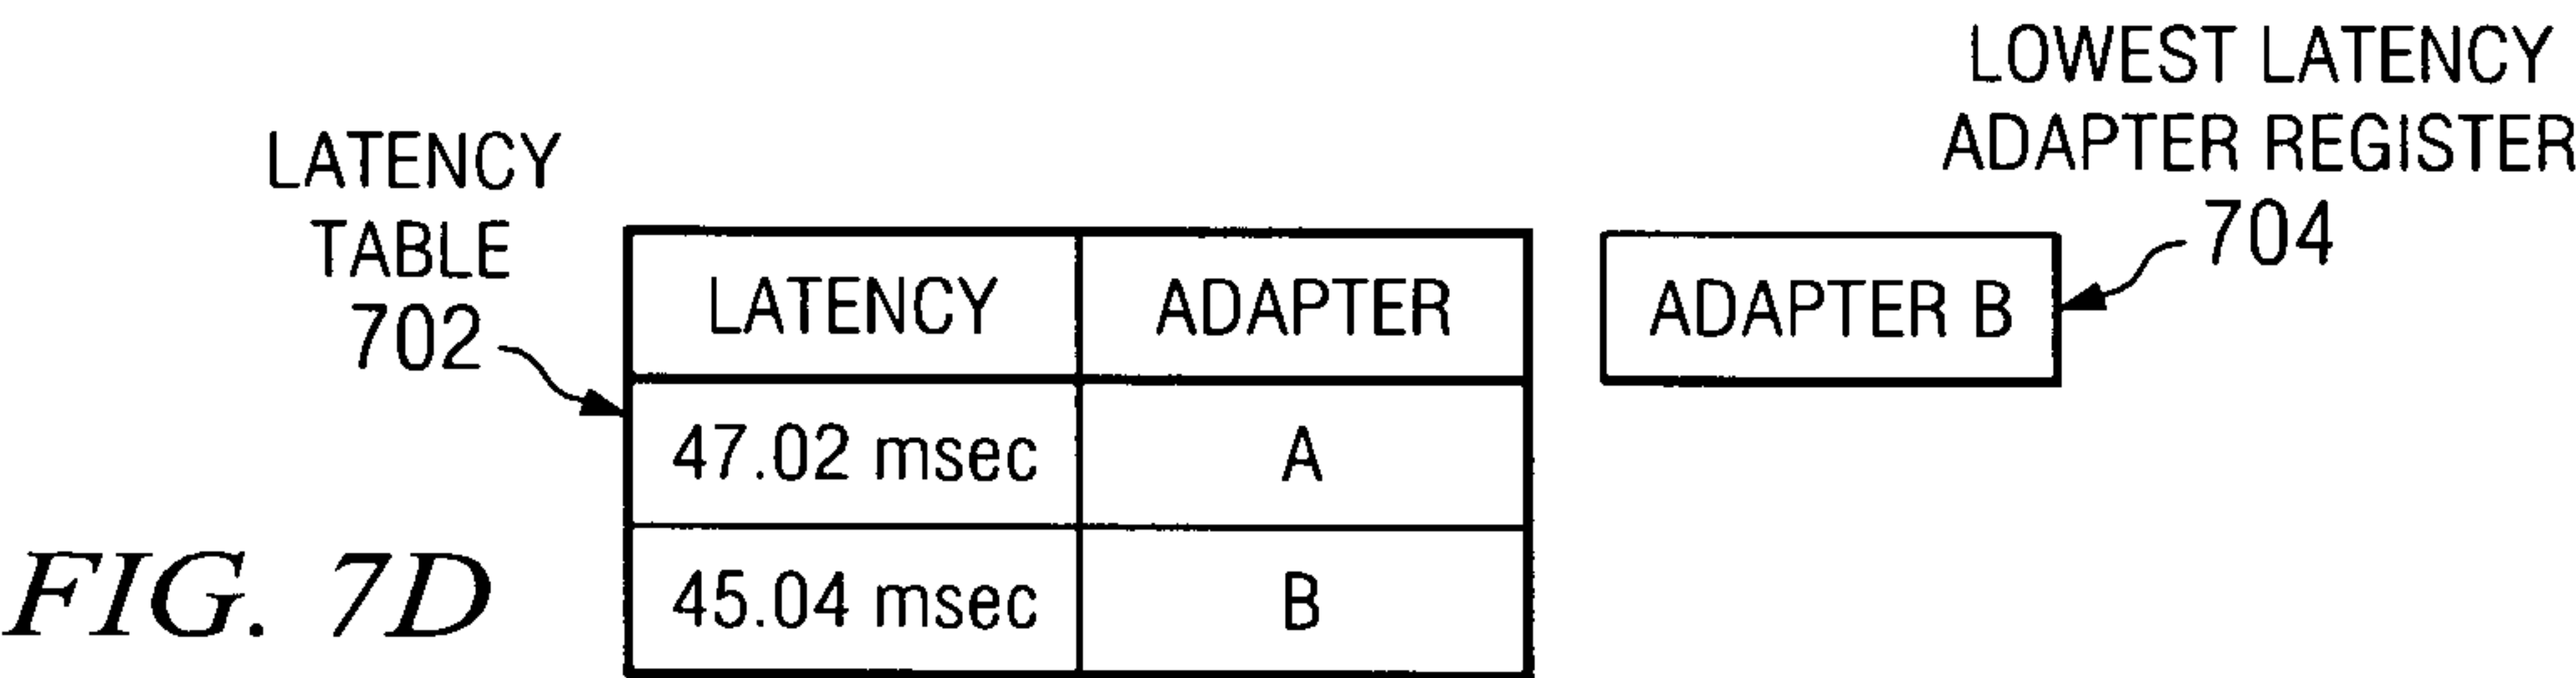 LOWEST LATENCY
ADAPTER REGISTER
704
LATENCY
TABLE
702
LATENCY ADAPTER
47.02 msec A
45.04 msec B
ADAPTER B
FIG. 7D